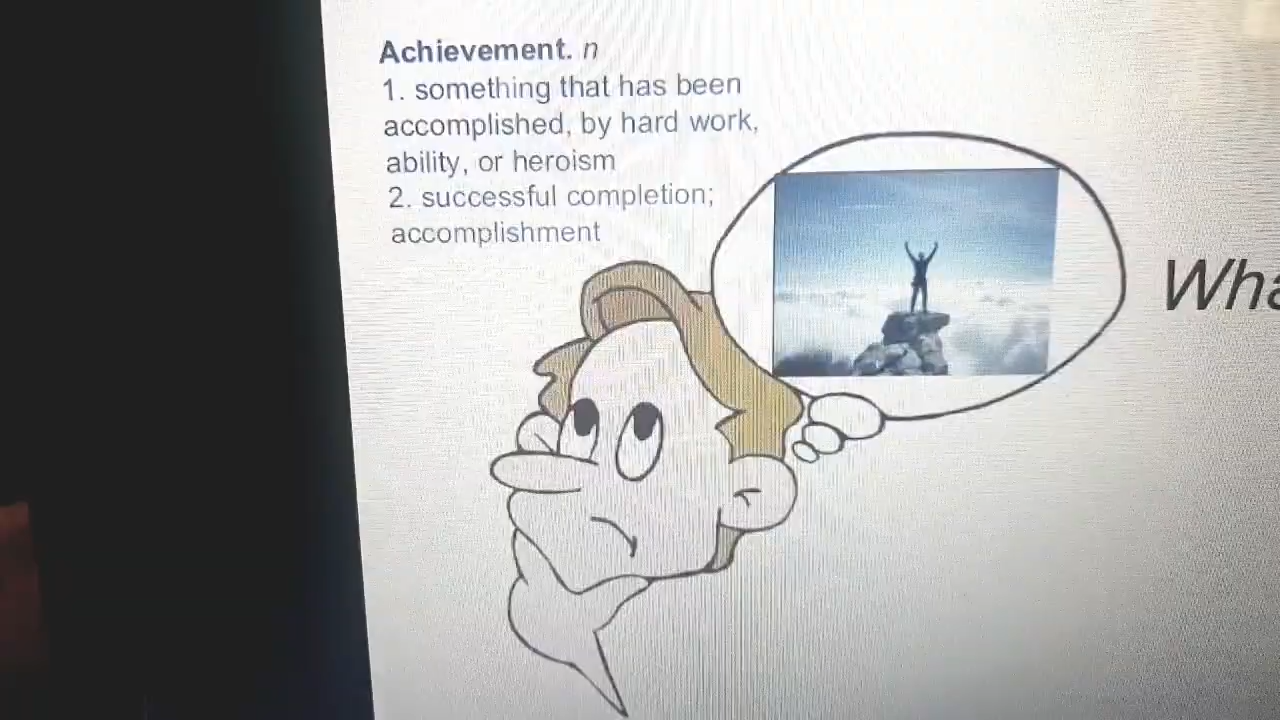 Achievement. n
1. something that has been
accomplished, by hard work,
ability, or heroism
2. successful completion;
accomplishment